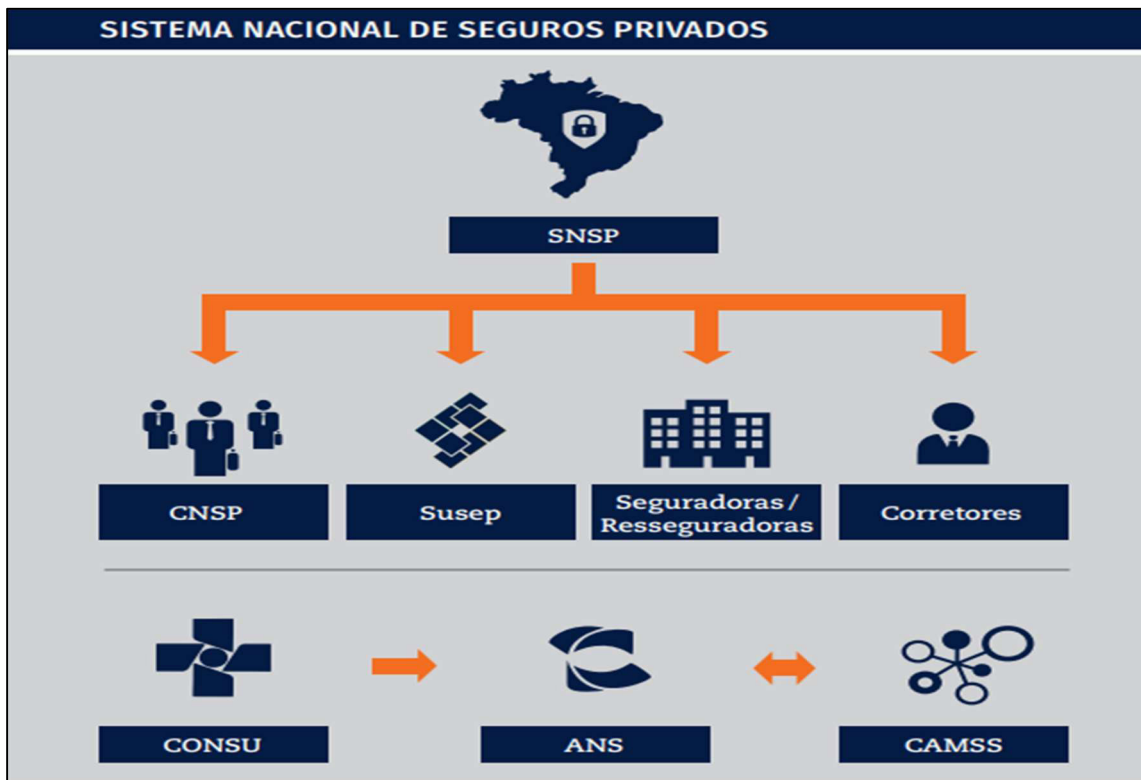 SISTEMA NACIONAL DE SEGUROS PRIVADOS
SNSP
CNSP
Susep
Seguradoras /
Resseguradoras
Corretores
CONSU
ANS
CAMSS